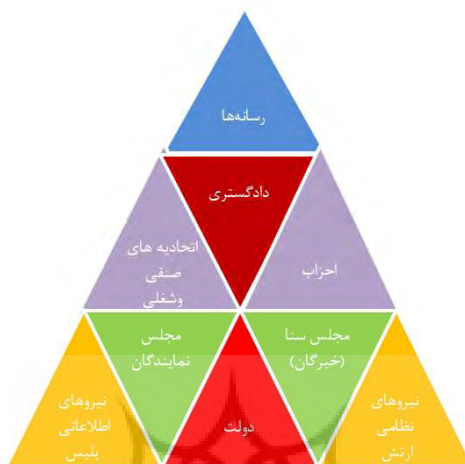 رسانه‌ها
دادگستری
اتحادیه های
صنفی
وشغلی
احزاب
مجلس
نمایندگان
مجلس سنا
(خبرگان)
نیروهای
اطلاعاتی
پلیس
دولت
نیروهای
نظامی
ارتش